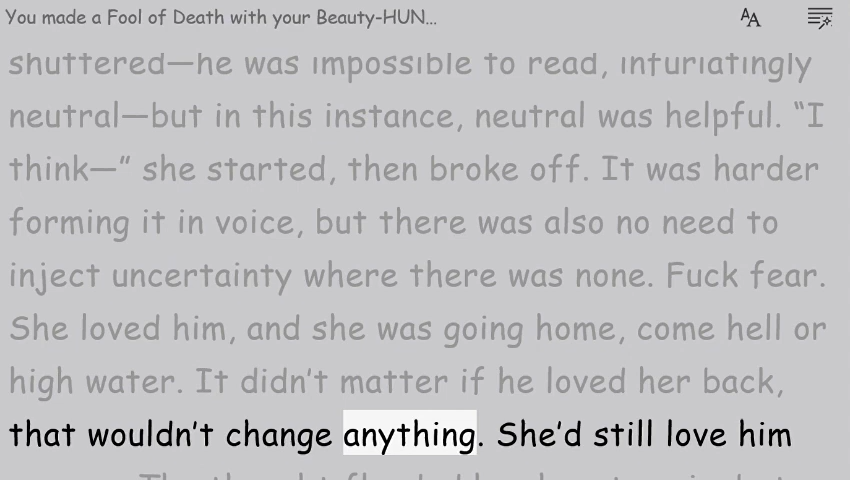 You made a Fool of Death with your Beauty-HUN...
shuttered—he was impossible to read, infuriatingly
neutral—but in this instance, neutral was helpful. “I
think—” she started, then broke off. It was harder
forming it in voice, but there was also no need to
inject uncertainty where there was none. Fuck fear.
She loved him, and she was going home, come hell or
high water. It didn’t matter if he loved her back,
that wouldn’t change anything. She’d still love him